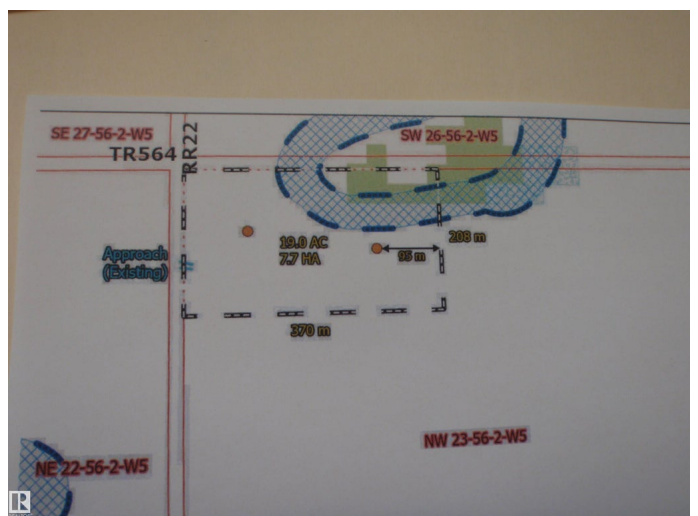 SE 27-56-2-W5
SW 26-56-2-W5
TR564
RR22
19.0 AC
7.7 HA
208 m
95 m
Approach
(Existing)
370 m
NW 23-56-2-W5
NE 22-56-2-W5
R